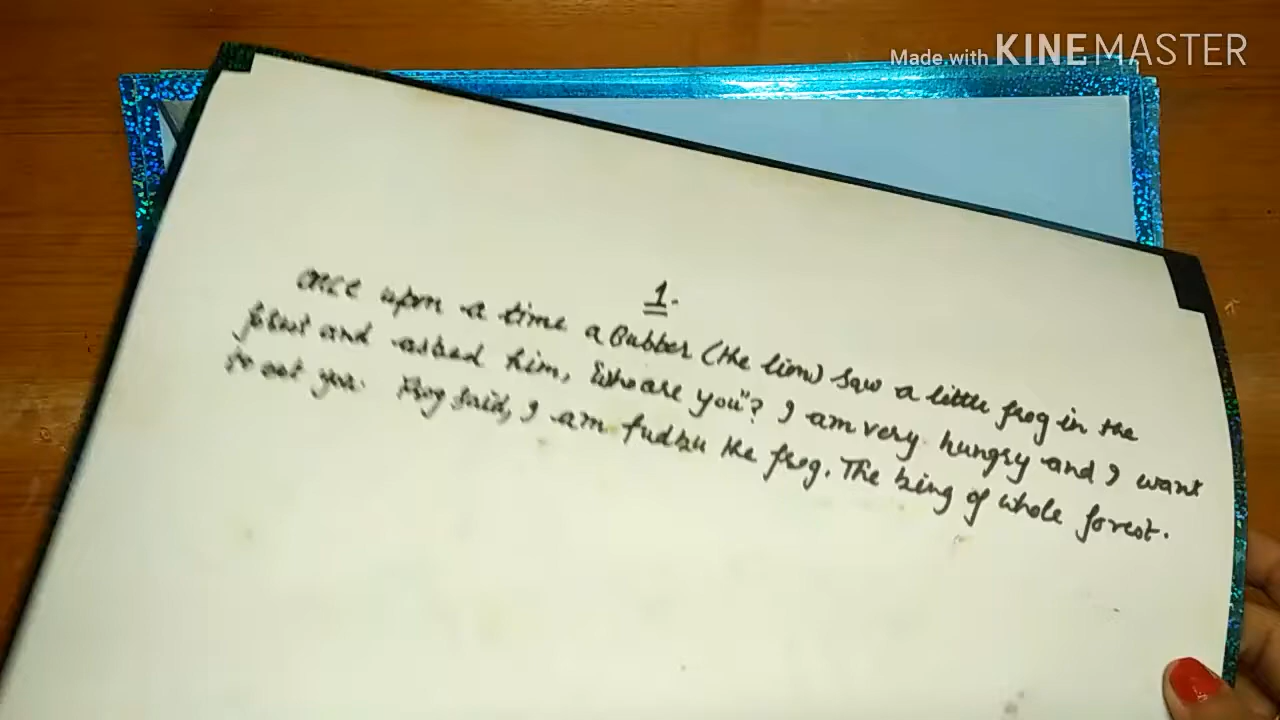 Made with KINEMASTER
1.
Once upon a time a Bubber (the lion) saw a little frog in the
forest and asked him, "Who are you"? I am very hungry and I want
to eat you. Frog said, I am fudku the frog. The king of whole forest.